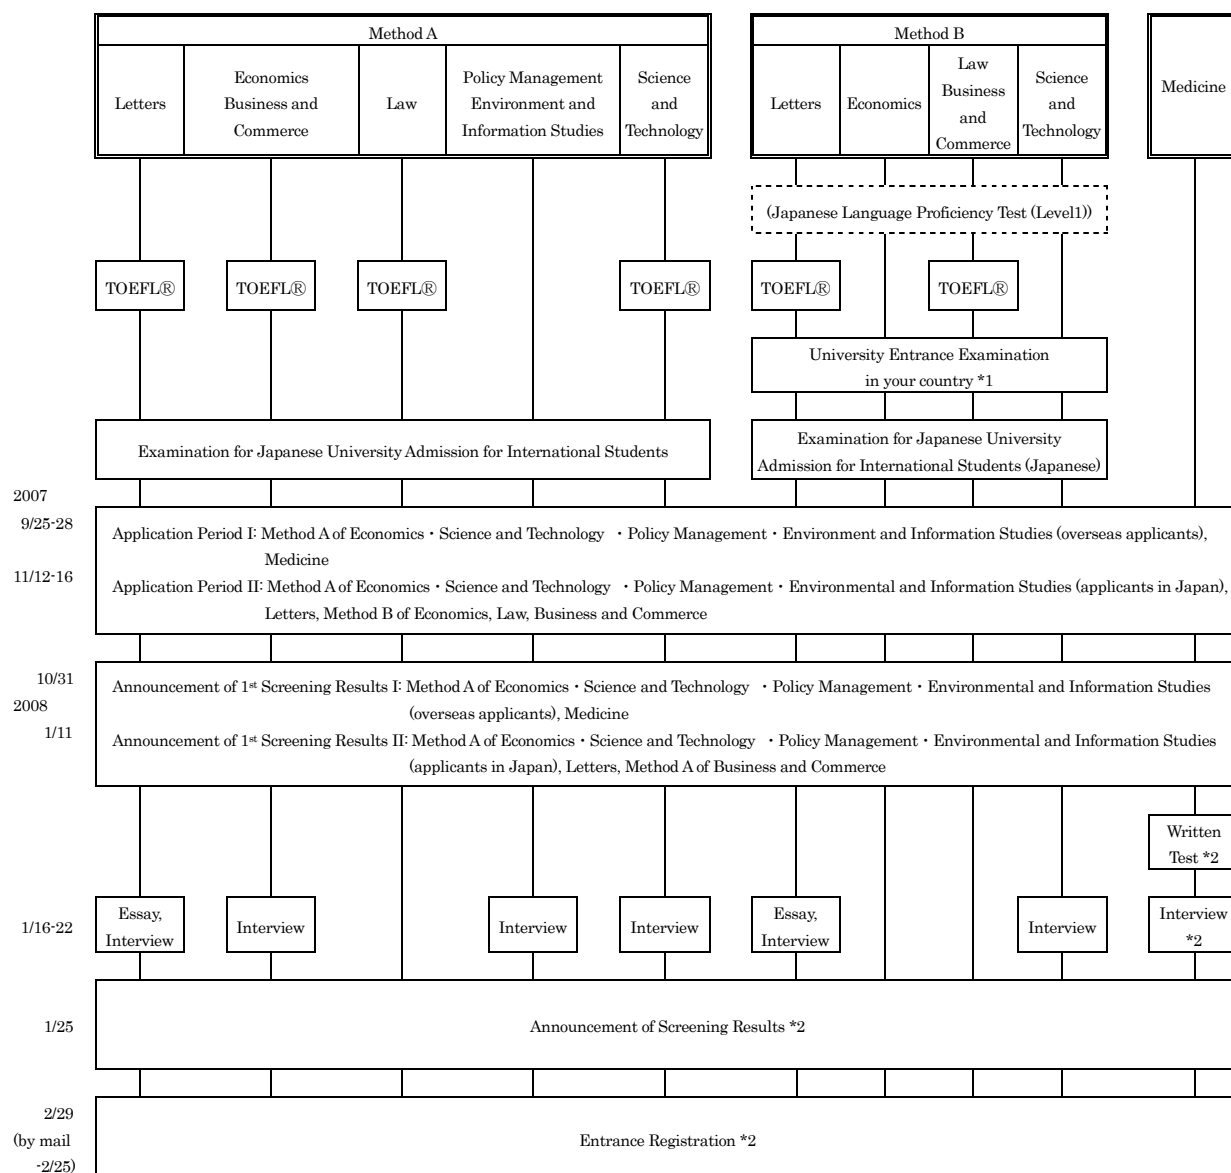 Method A
Method B
Letters
Economics
Business and
Commerce
Law
Policy Management
Environment and
Information Studies
Science
and
Technology
Letters
Economics
Law
Business
and
Commerce
Science
and
Technology
Medicine
(Japanese Language Proficiency Test (Level1))
TOEFL®
TOEFL®
TOEFL®
TOEFL®
TOEFL®
TOEFL®
University Entrance Examination
in your country *1
Examination for Japanese University Admission for International Students
Examination for Japanese University
Admission for International Students (Japanese)
2007
9/25-28
Application Period I: Method A of Economics・Science and Technology ・Policy Management・Environment and Information Studies (overseas applicants),
Medicine
11/12-16
Application Period II: Method A of Economics・Science and Technology ・Policy Management・Environmental and Information Studies (applicants in Japan),
Letters, Method B of Economics, Law, Business and Commerce
10/31
Announcement of 1st Screening Results I: Method A of Economics・Science and Technology ・Policy Management・Environmental and Information Studies
2008
(overseas applicants), Medicine
1/11
Announcement of 1st Screening Results II: Method A of Economics・Science and Technology ・Policy Management・Environmental and Information Studies
(applicants in Japan), Letters, Method A of Business and Commerce
Written
Test *2
1/16-22
Essay,
Interview
Interview
Interview
Interview
Essay,
Interview
Interview
Interview
*2
1/25
Announcement of Screening Results *2
2/29
(by mail
-2/25)
Entrance Registration *2